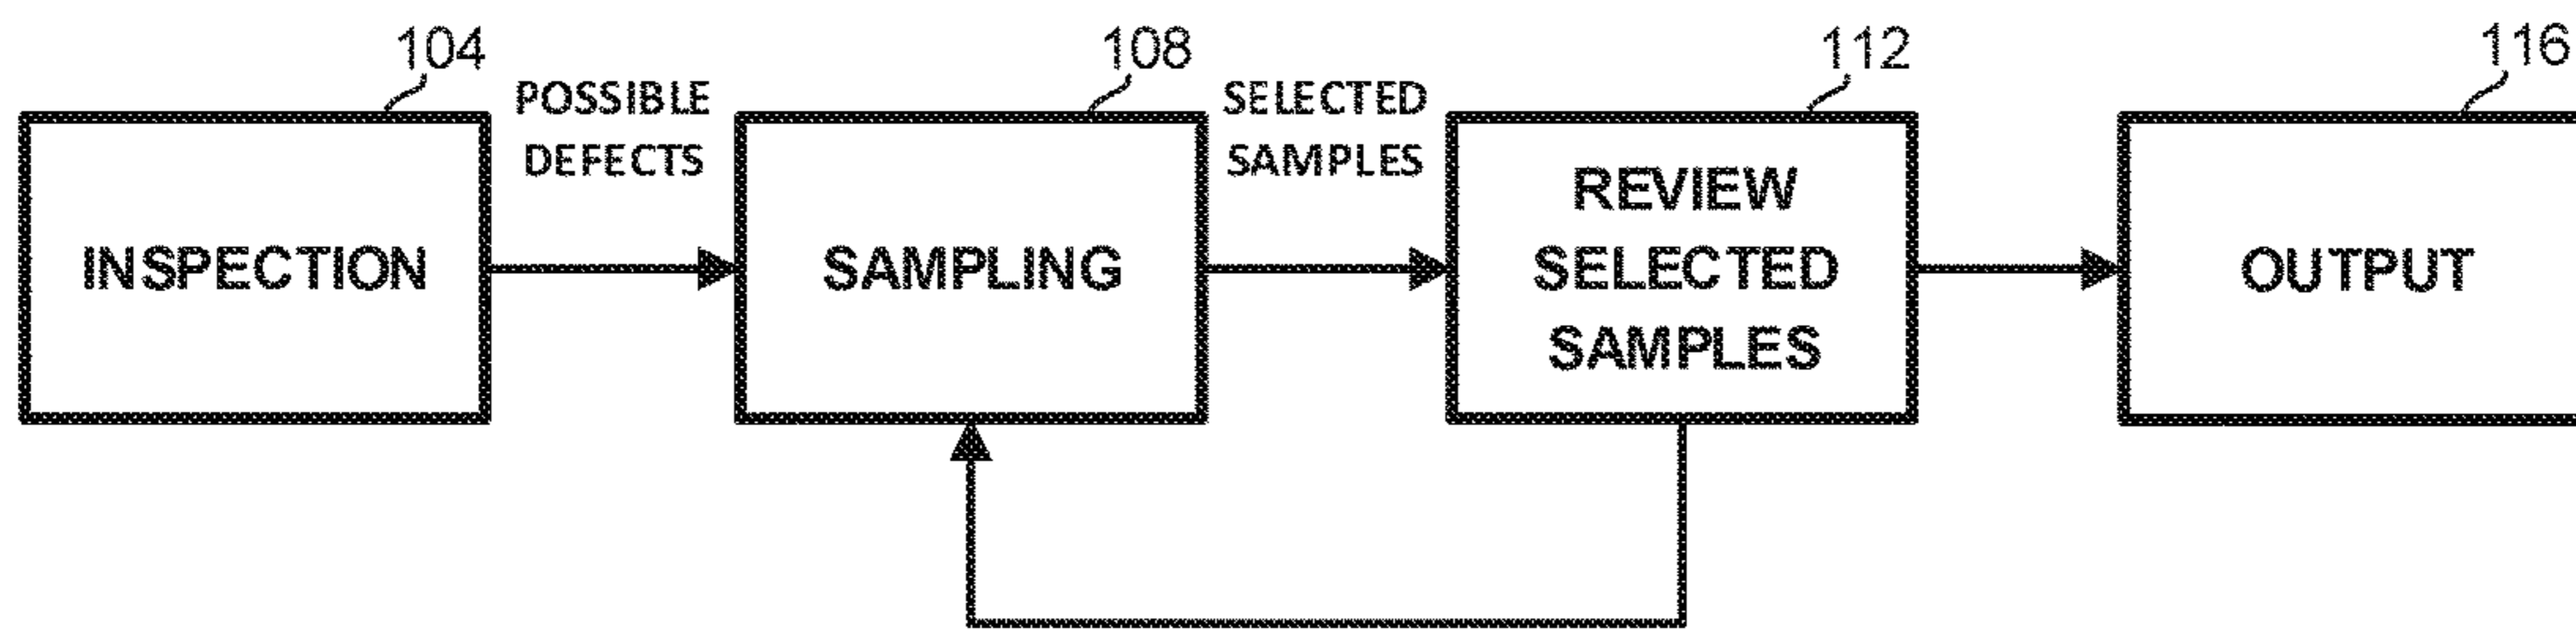 104
POSSIBLE
DEFECTS
108
SELECTED
SAMPLES
112
116
INSPECTION
SAMPLING
REVIEW
SELECTED
SAMPLES
OUTPUT